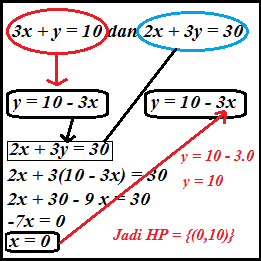 3x + y = 10 dan 2x + 3y = 30
y = 10 - 3x
y = 10 - 3x
2x + 3y = 30
2x + 3(10 - 3x) = 30
2x + 30 - 9 x = 30
-7x = 0
x = 0
y = 10 - 3.0
y = 10
Jadi HP = {(0,10)}